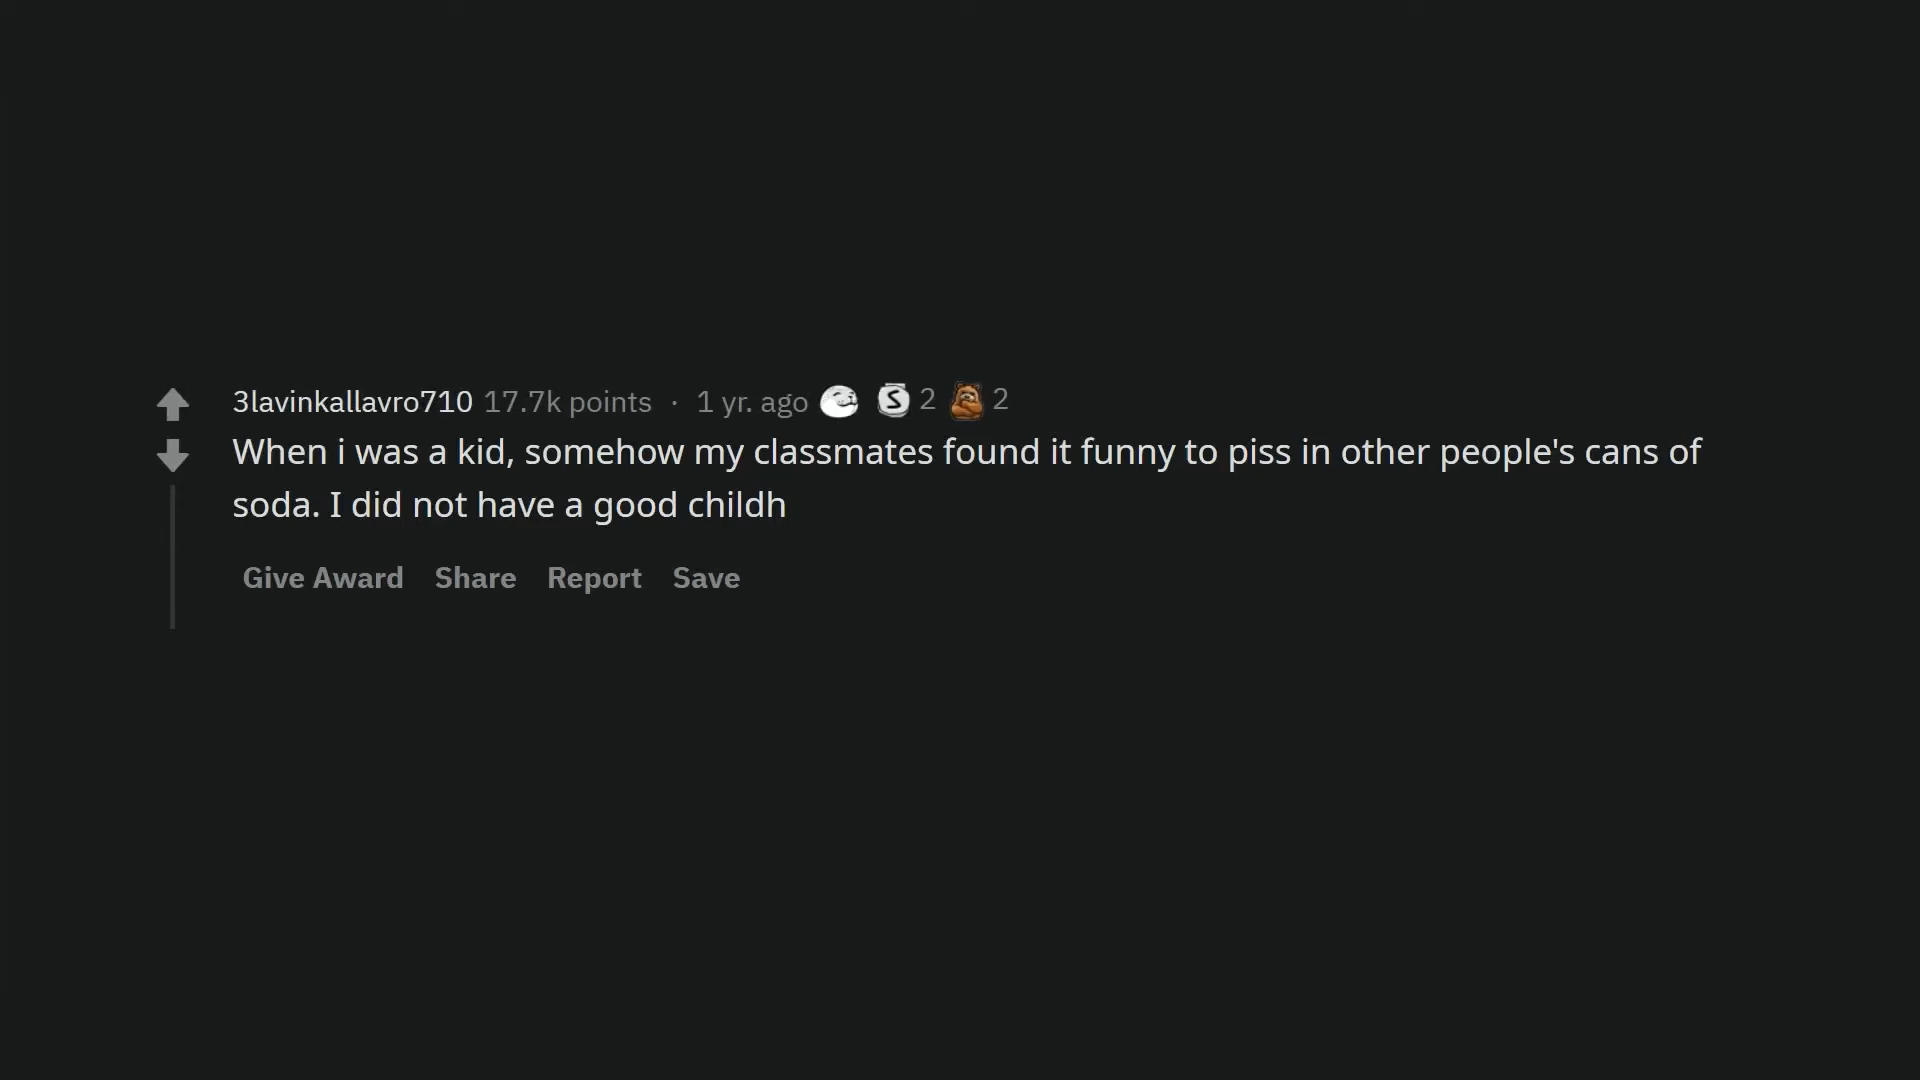 3lavinkallavro710 17.7k points · 1 yr. ago 2 2
When i was a kid, somehow my classmates found it funny to piss in other people's cans of
soda. I did not have a good childh
Give Award Share Report Save